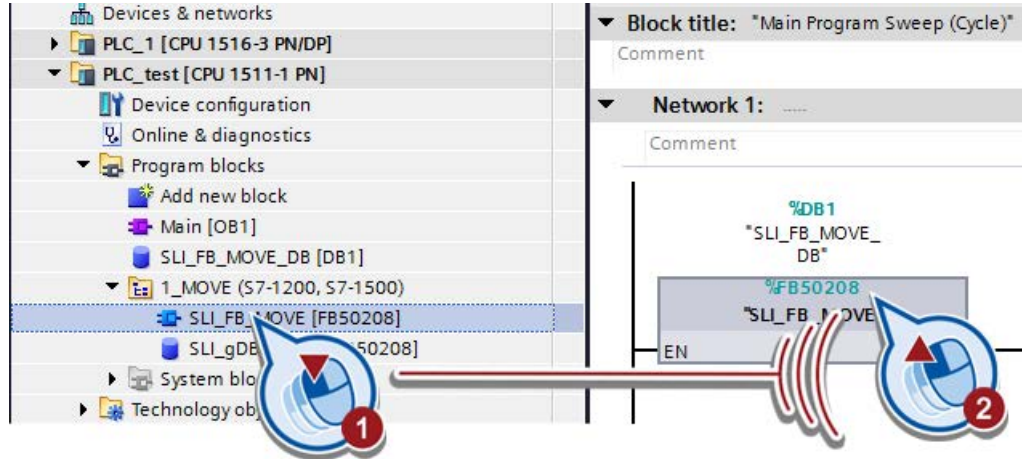 Devices & networks
PLC_1 [CPU 1516-3 PN/DP]
PLC_test [CPU 1511-1 PN]
Device configuration
Online & diagnostics
Program blocks
Add new block
Main [OB1]
SLI_FB_MOVE_DB [DB1]
1_MOVE (S7-1200, S7-1500)
SLI_FB_MOVE [FB50208]
SLI_gDB 50208]
System blo
Technology obj
1
Block title: "Main Program Sweep (Cycle)"
Comment
Network 1: .....
Comment
%DB1
"SLI_FB_MOVE_
DB"
%FB50208
"SLI_FB_MOVE
EN
2